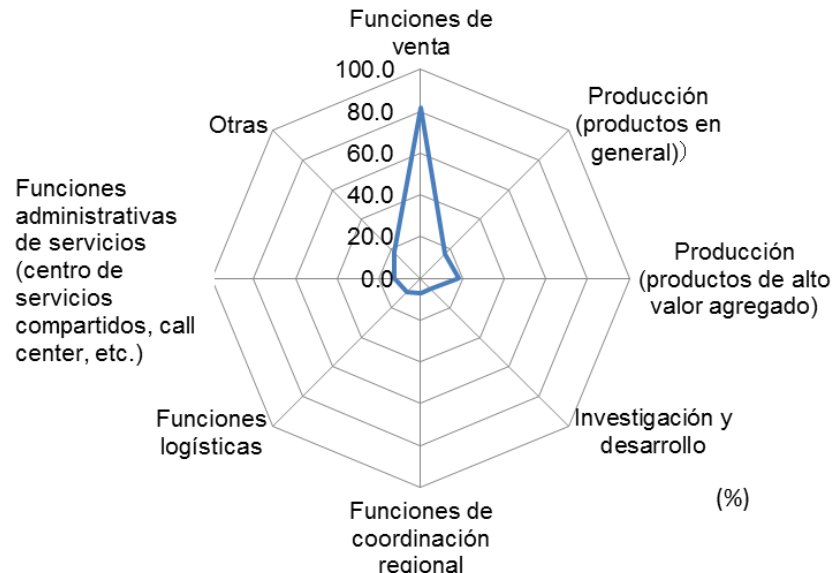 Funciones de
venta
100.0
80.0
60.0
40.0
20.0
0.0
Producción
(productos en
general)）
Producción
(productos de alto
valor agregado)
Investigación y
desarrollo
(%)
Funciones de
coordinación
regional
Funciones
logísticas
Funciones
administrativas
de servicios
(centro de
servicios
compartidos, call
center, etc.)
Otras